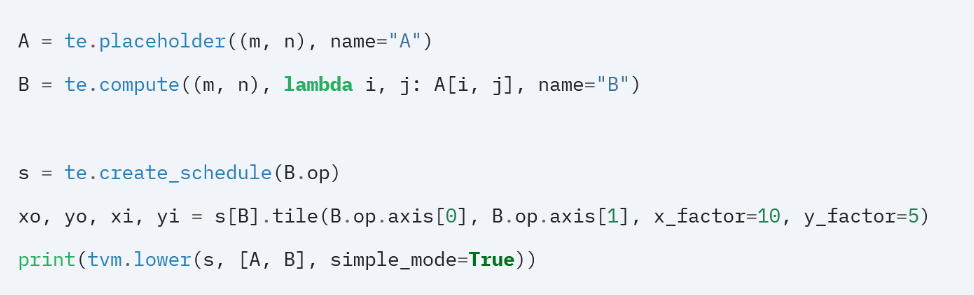 A = te.placeholder((m, n), name="A")
B = te.compute((m, n), lambda i, j: A[i, j], name="B")
s = te.create_schedule(B.op)
xo, yo, xi, yi = s[B].tile(B.op.axis[0], B.op.axis[1], x_factor=10, y_factor=5)
print(tvm.lower(s, [A, B], simple_mode=True))